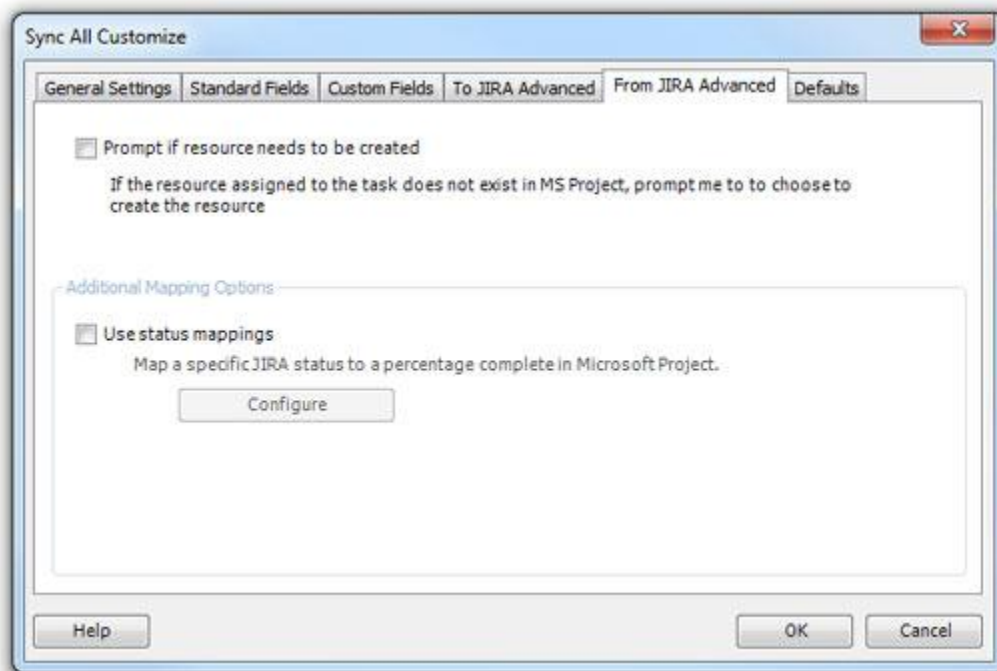 Sync All Customize
General Settings Standard Fields Custom Fields To JIRA Advanced From JIRA Advanced Defaults
Prompt if resource needs to be created
If the resource assigned to the task does not exist in MS Project, prompt me to to choose to
create the resource
Additional Mapping Options
Use status mappings
Map a specific JIRA status to a percentage complete in Microsoft Project.
Configure
Help OK Cancel